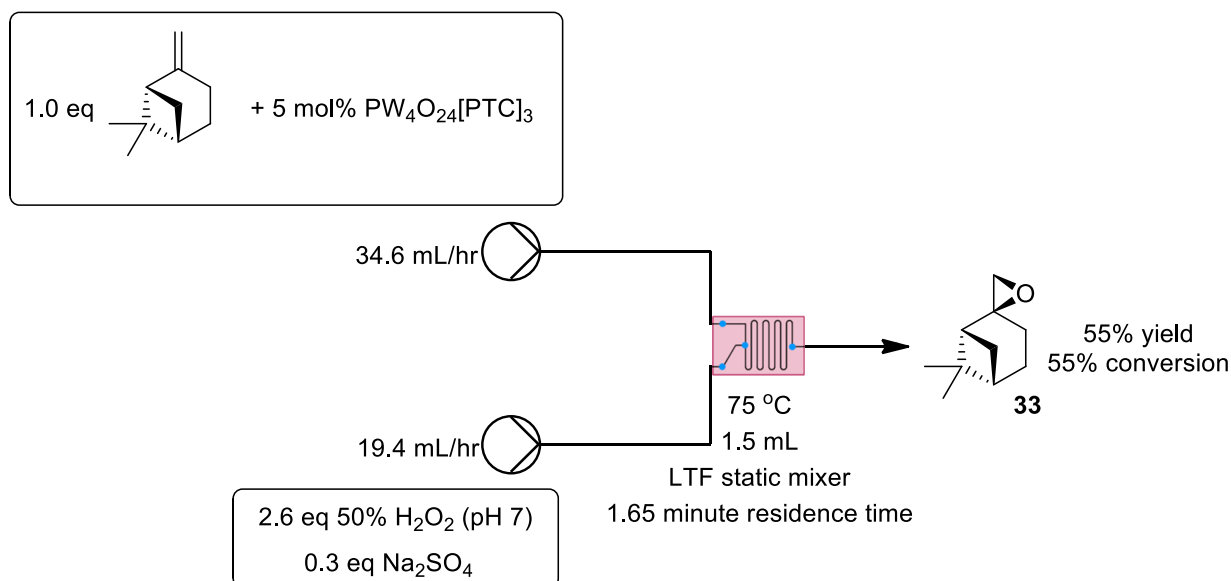 1.0 eq + 5 mol% PW₄O₂₄[PTC]₃
34.6 mL/hr
O
55% yield
55% conversion
33
19.4 mL/hr
75 °C
1.5 mL
LTF static mixer
1.65 minute residence time
2.6 eq 50% H₂O₂ (pH 7)
0.3 eq Na₂SO₄